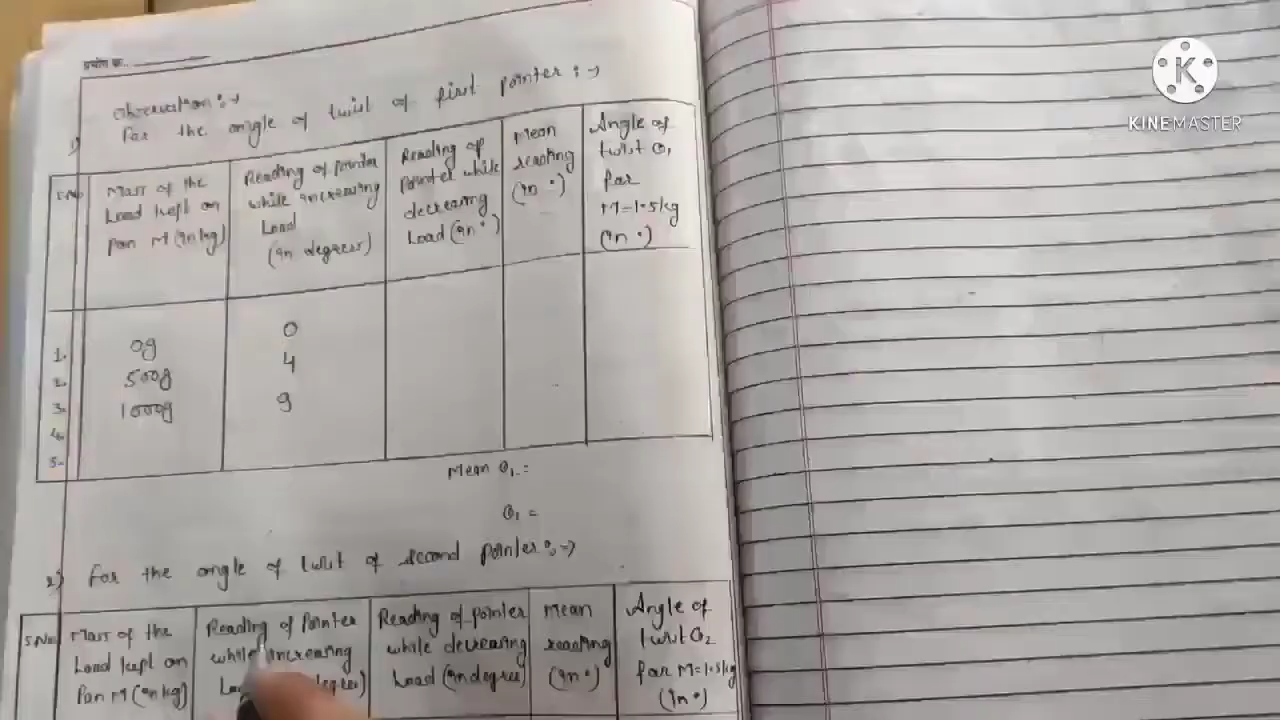 प्रयोग क्र.
KINEMASTER
Observation :→
1) For the angle of twist of first pointer :→
S.No
Mass of the
Load kept on
pan M (in kg)
Reading of pointer
while increasing
Load
(in degrees)
Reading of
pointer while
decreasing
Load (in °)
Mean
reading
(in °)
Angle of
twist θ₁
for
M=1.5kg
(in °)
1. 0g 0
2. 500g 4
3. 1000g 9
4.
5.
Mean θ₁ =
θ₁ =
2) For the angle of twist of second pointer :→
S.No.
Mass of the
Load kept on
Pan M (in kg)
Reading of pointer
while increasing
Reading of pointer
while decreasing
Load (in degree)
Mean
reading
(in °)
Angle of
twist θ₂
for M=1.5kg
(in °)